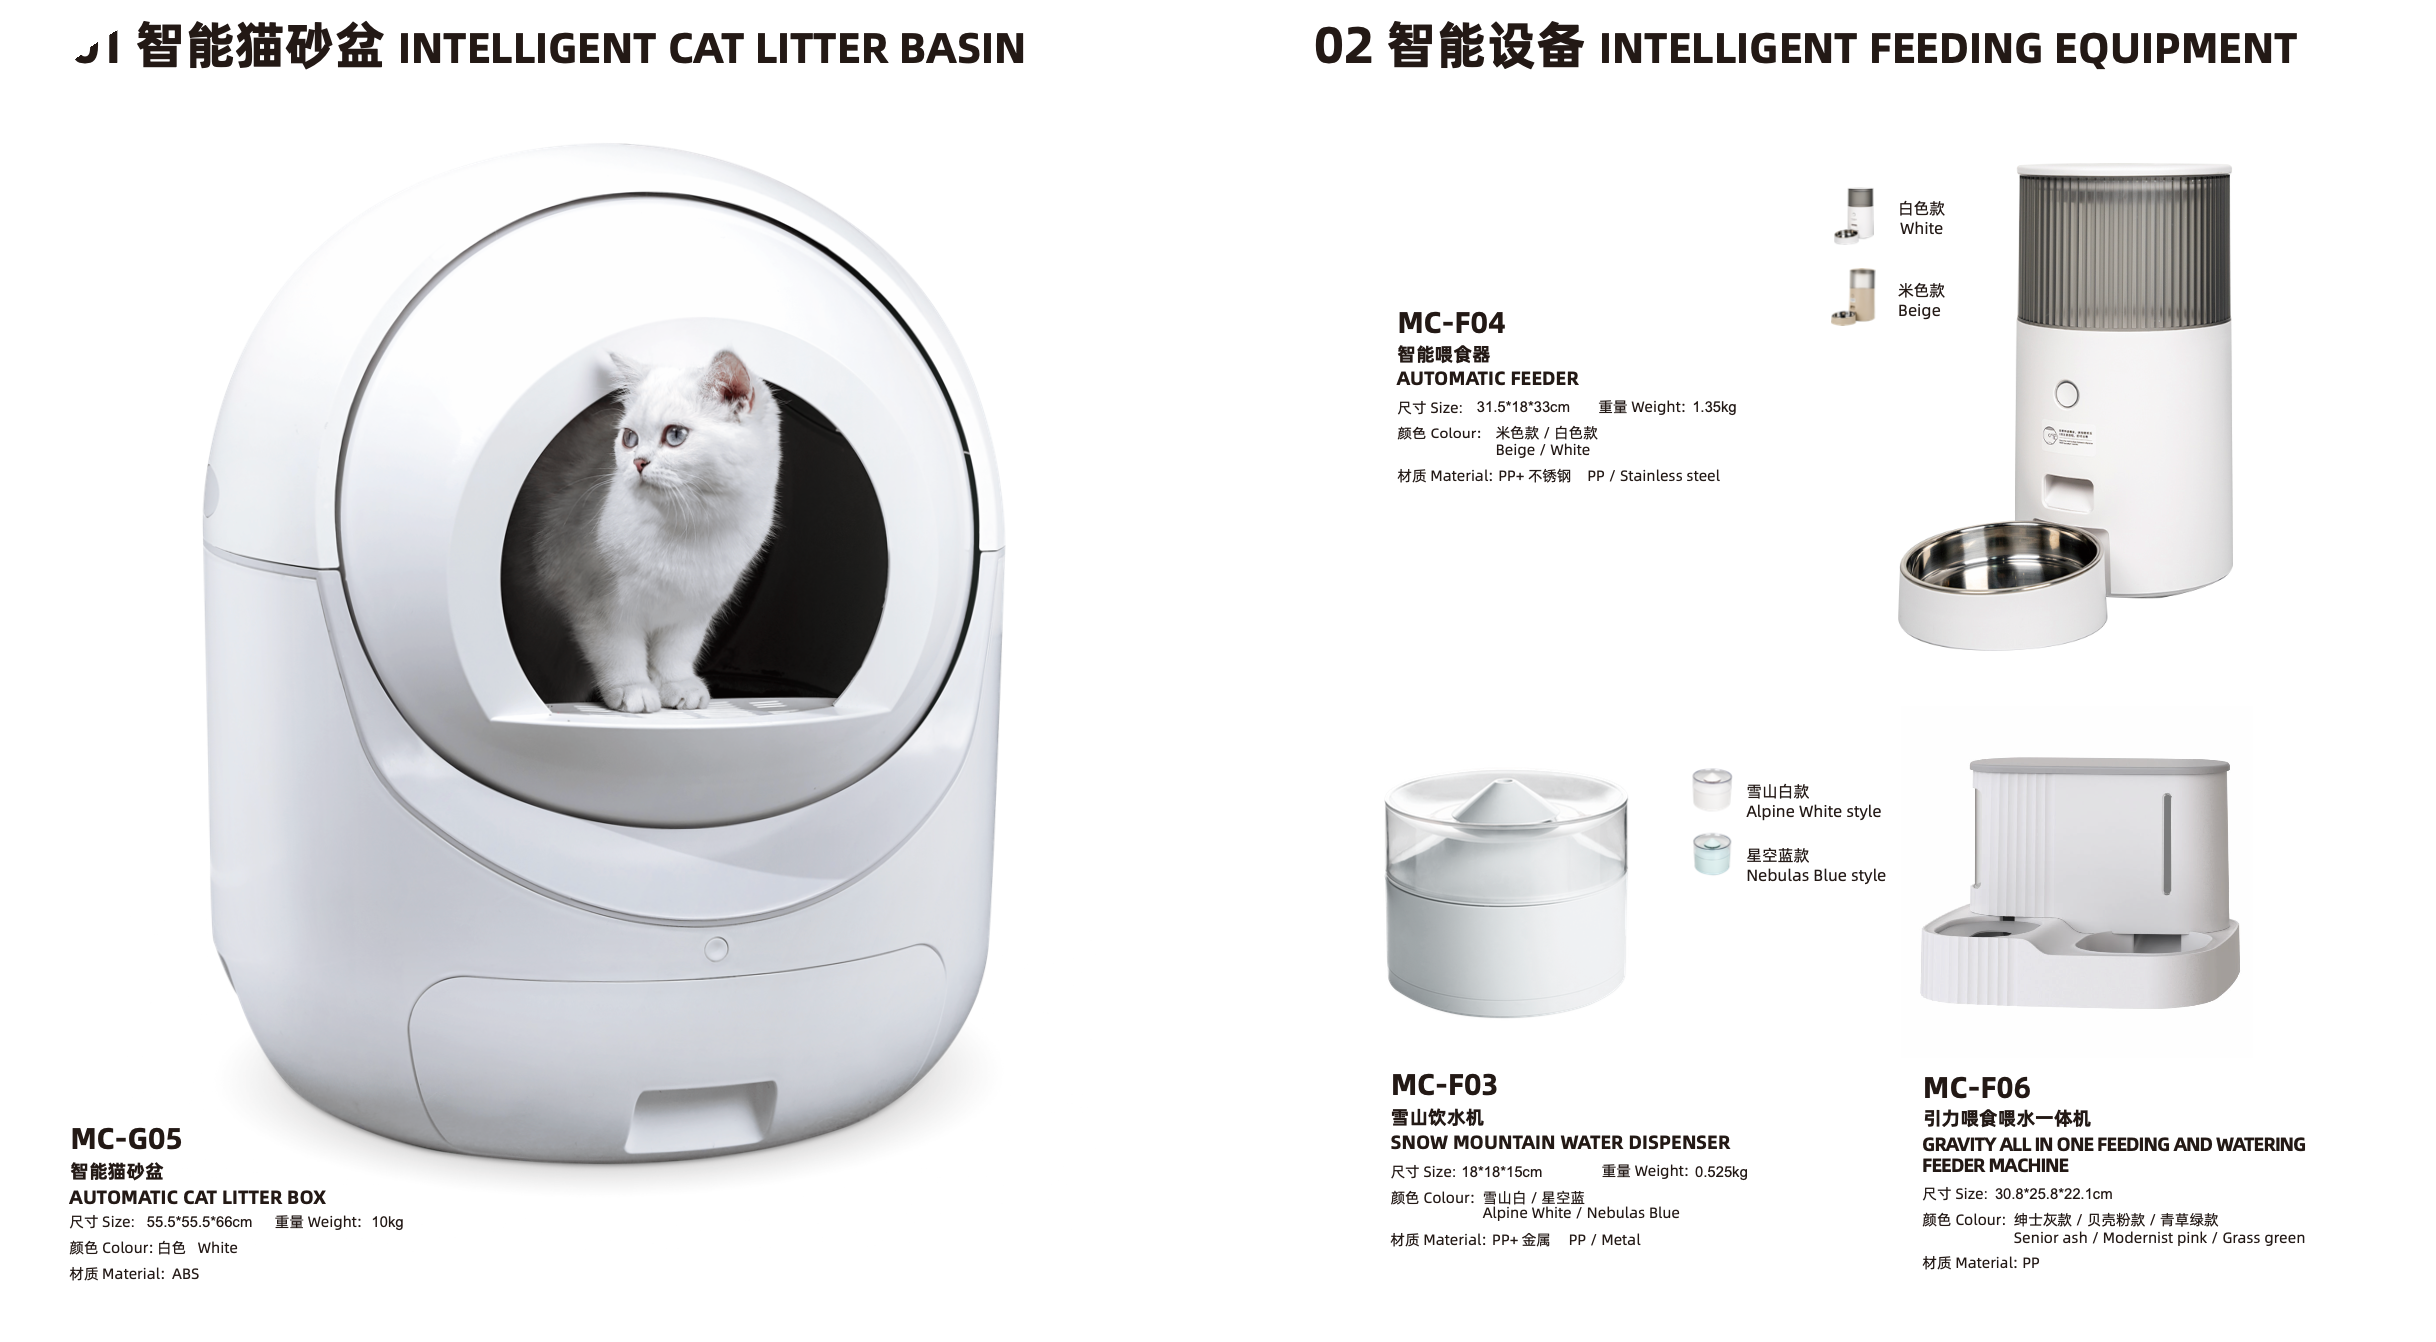 01 智能猫砂盆 INTELLIGENT CAT LITTER BASIN
MC-G05
智能猫砂盆
AUTOMATIC CAT LITTER BOX
尺寸 Size: 55.5*55.5*66cm 重量 Weight: 10kg
颜色 Colour: 白色 White
材质 Material: ABS
02 智能设备 INTELLIGENT FEEDING EQUIPMENT
白色款
White
米色款
Beige
MC-F04
智能喂食器
AUTOMATIC FEEDER
尺寸 Size: 31.5*18*33cm 重量 Weight: 1.35kg
颜色 Colour: 米色款 / 白色款
Beige / White
材质 Material: PP+ 不锈钢 PP / Stainless steel
雪山白款
Alpine White style
星空蓝款
Nebulas Blue style
MC-F03
雪山饮水机
SNOW MOUNTAIN WATER DISPENSER
尺寸 Size: 18*18*15cm 重量 Weight: 0.525kg
颜色 Colour: 雪山白 / 星空蓝
Alpine White / Nebulas Blue
材质 Material: PP+ 金属 PP / Metal
MC-F06
引力喂食喂水一体机
GRAVITY ALL IN ONE FEEDING AND WATERING
FEEDER MACHINE
尺寸 Size: 30.8*25.8*22.1cm
颜色 Colour: 绅士灰款 / 贝壳粉款 / 青草绿款
Senior ash / Modernist pink / Grass green
材质 Material: PP